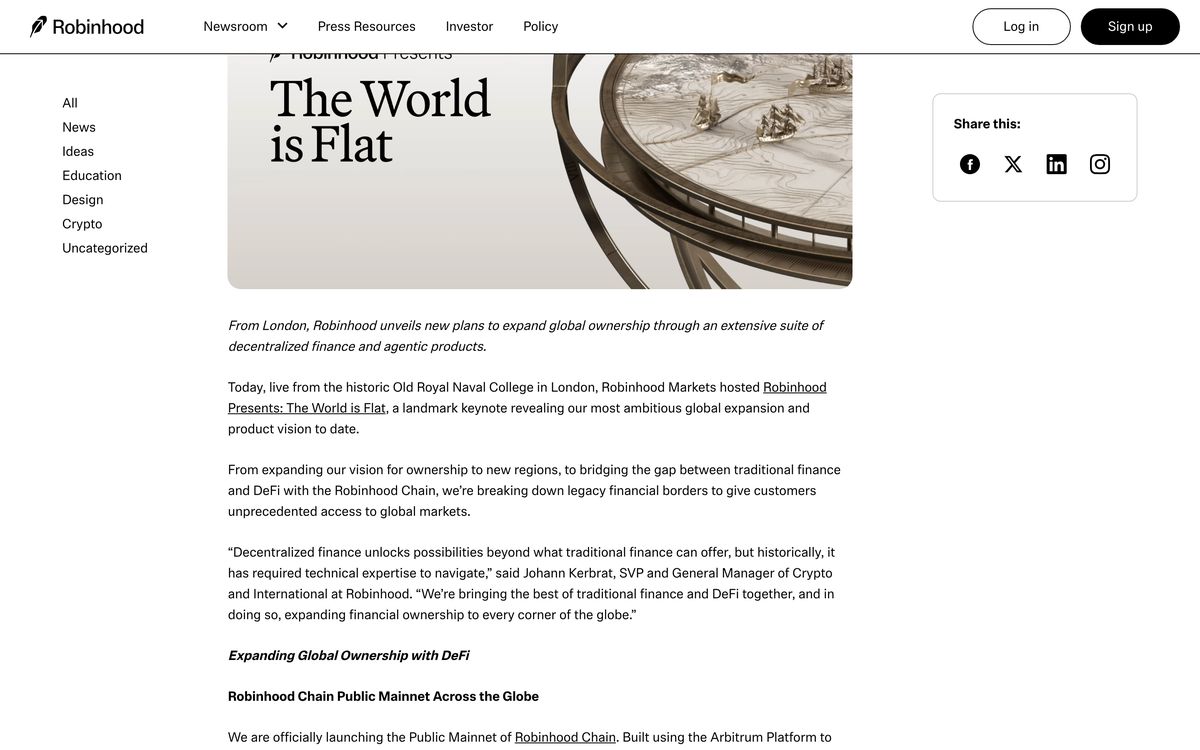 Robinhood
Newsroom
Press Resources
Investor
Policy
Log in
Sign up
All
News
Ideas
Education
Design
Crypto
Uncategorized
Robinhood Presents
The World
is Flat
Share this:
From London, Robinhood unveils new plans to expand global ownership through an extensive suite of
decentralized finance and agentic products.
Today, live from the historic Old Royal Naval College in London, Robinhood Markets hosted Robinhood
Presents: The World is Flat, a landmark keynote revealing our most ambitious global expansion and
product vision to date.
From expanding our vision for ownership to new regions, to bridging the gap between traditional finance
and DeFi with the Robinhood Chain, we’re breaking down legacy financial borders to give customers
unprecedented access to global markets.
“Decentralized finance unlocks possibilities beyond what traditional finance can offer, but historically, it
has required technical expertise to navigate,” said Johann Kerbrat, SVP and General Manager of Crypto
and International at Robinhood. “We’re bringing the best of traditional finance and DeFi together, and in
doing so, expanding financial ownership to every corner of the globe.”
Expanding Global Ownership with DeFi
Robinhood Chain Public Mainnet Across the Globe
We are officially launching the Public Mainnet of Robinhood Chain. Built using the Arbitrum Platform to